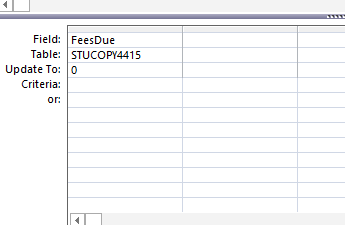 Field: FeesDue
Table: STUCOPY4415
Update To: 0
Criteria:
or: